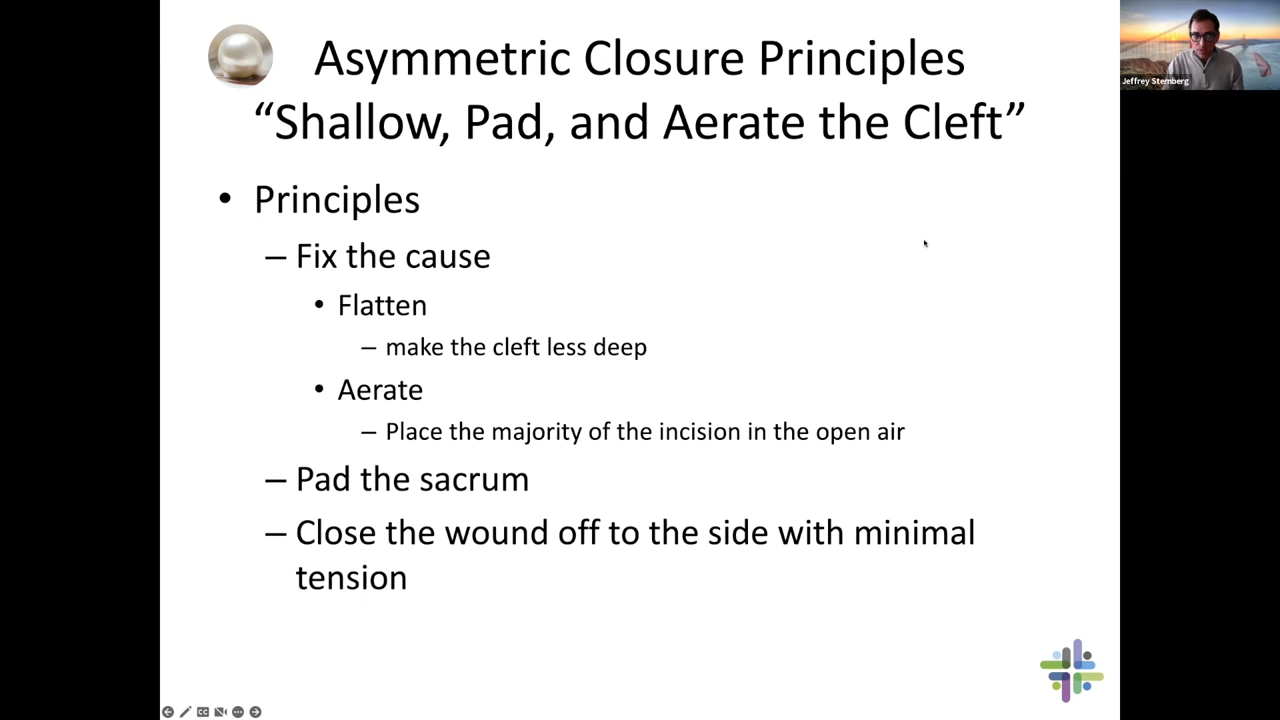 Asymmetric Closure Principles
“Shallow, Pad, and Aerate the Cleft”
• Principles
– Fix the cause
• Flatten
– make the cleft less deep
• Aerate
– Place the majority of the incision in the open air
– Pad the sacrum
– Close the wound off to the side with minimal
tension
Jeffrey Sternberg